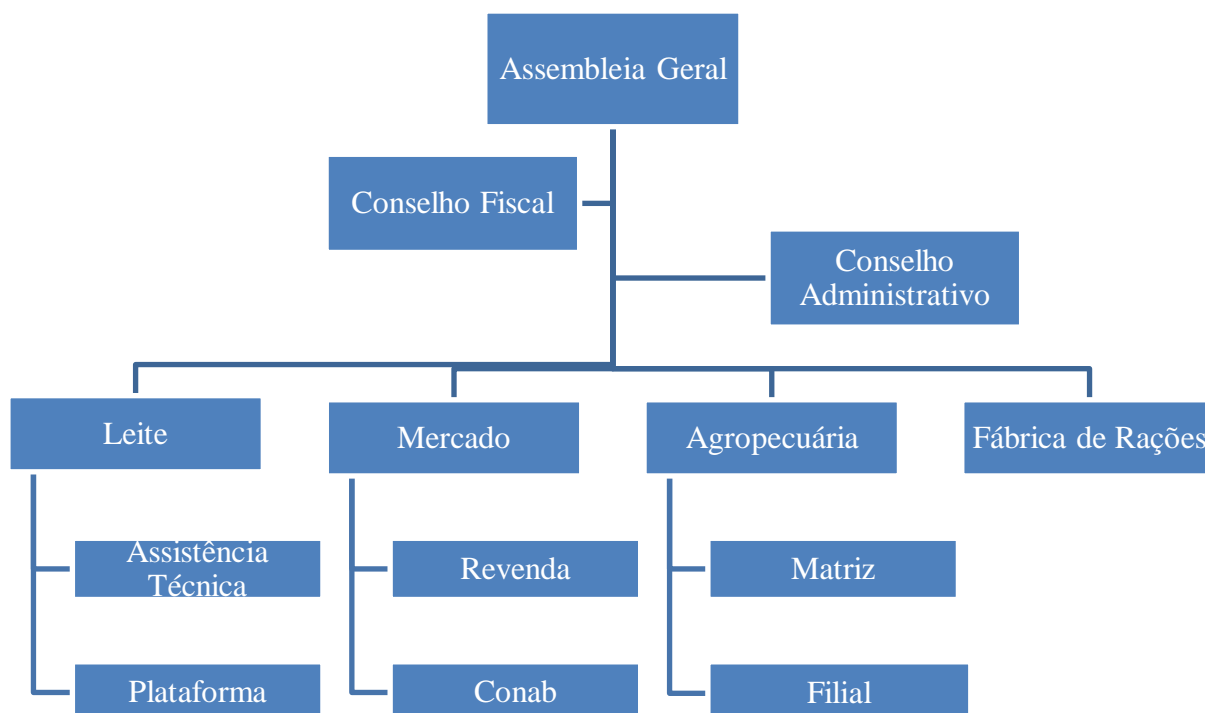 Assembleia Geral
Conselho Fiscal
Conselho
Administrativo
Leite
Mercado
Agropecuária
Fábrica de Rações
Assistência
Técnica
Revenda
Matriz
Plataforma
Conab
Filial